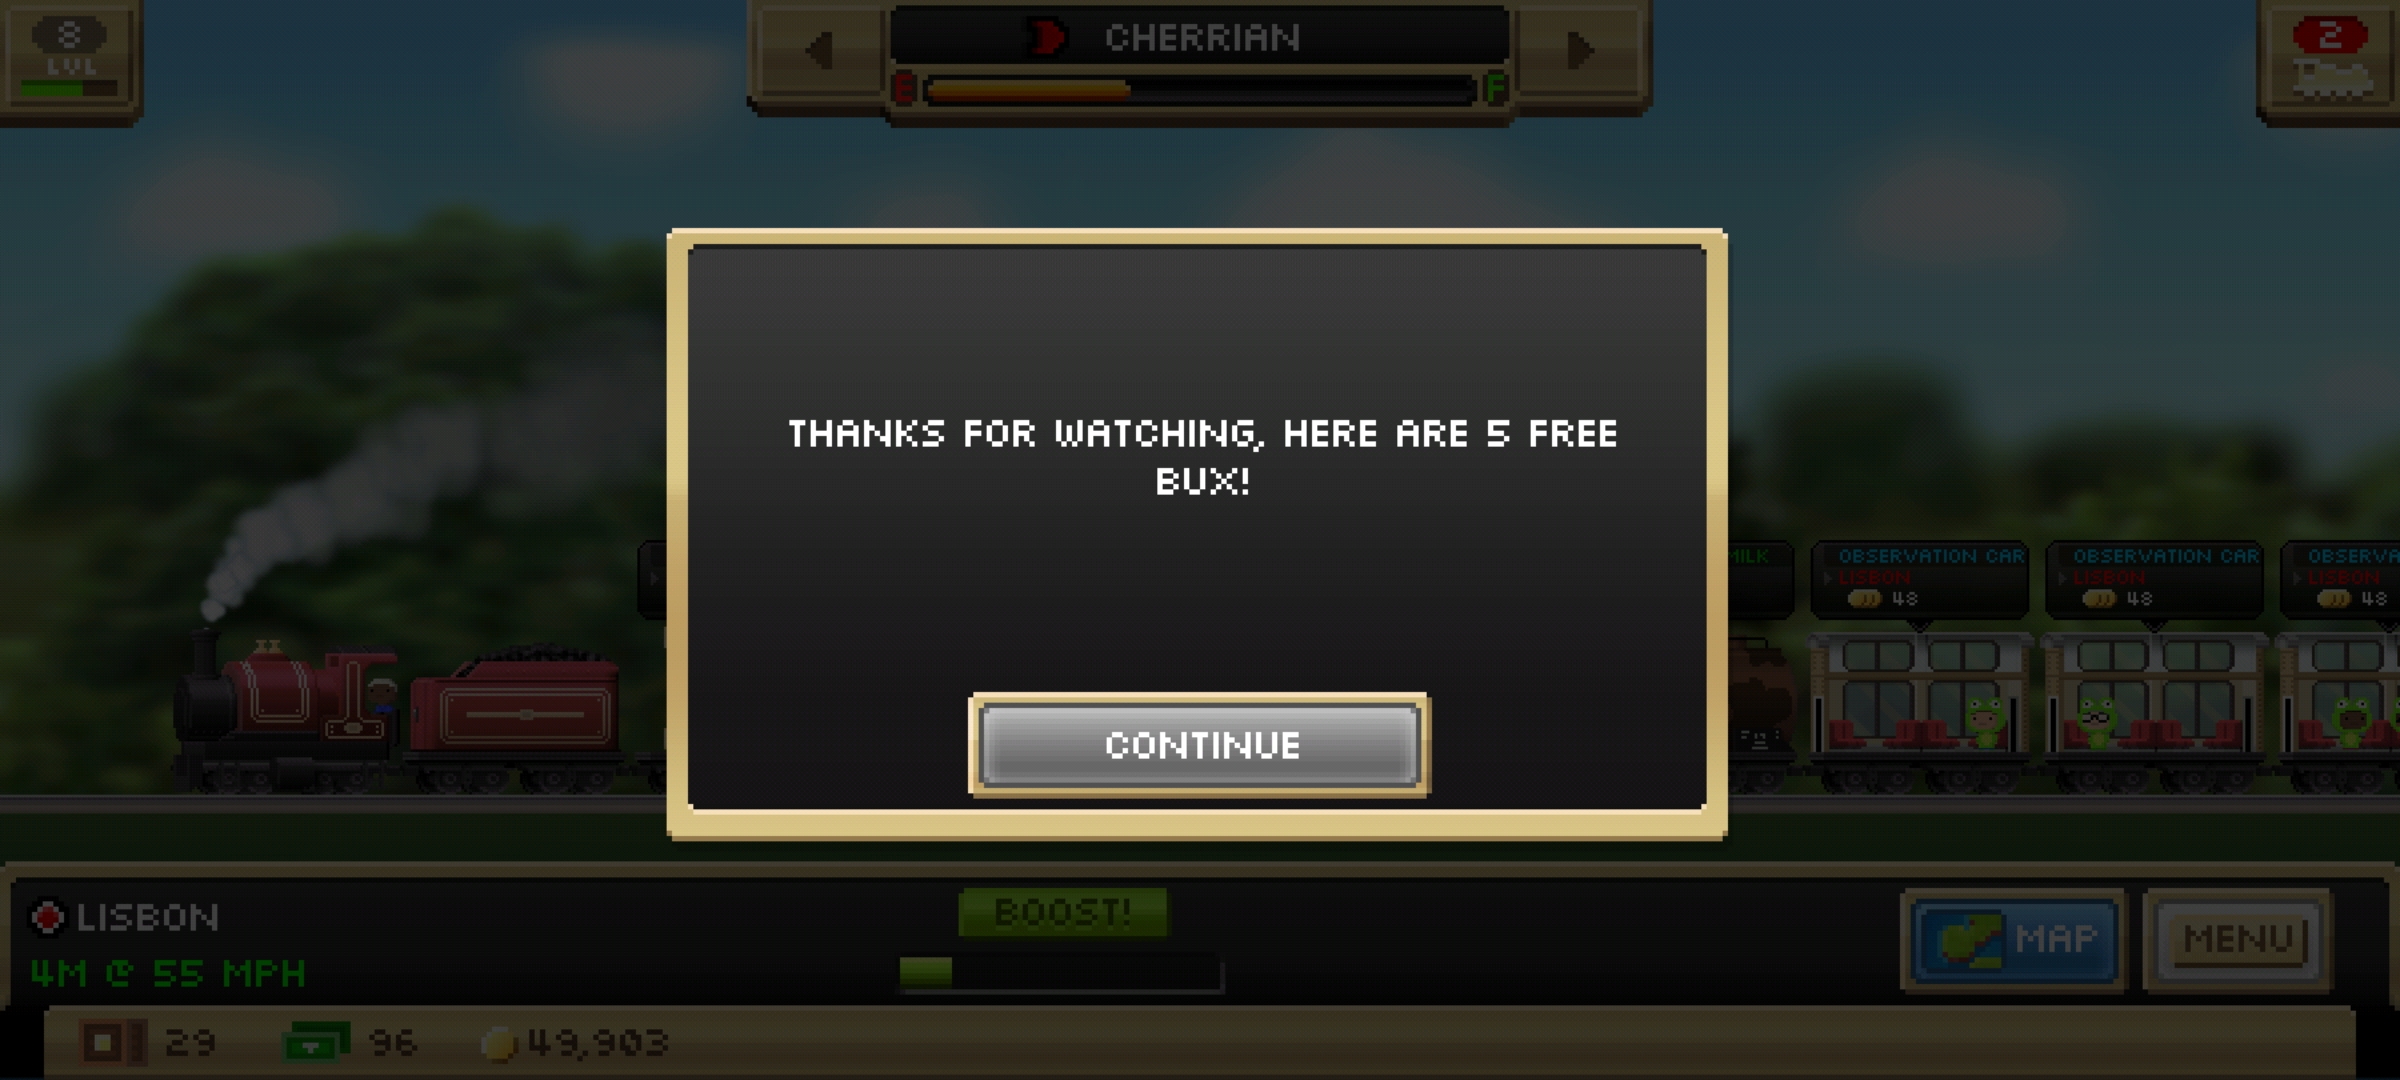 8
LVL
CHERRIAN
E
F
2
THANKS FOR WATCHING, HERE ARE 5 FREE
BUX!
CONTINUE
MILK
OBSERVATION CAR
LISBON
48
OBSERVATION CAR
LISBON
48
OBSERVA
LISBON
48
LISBON
4M @ 55 MPH
BOOST!
MAP
MENU
29
96
49,903